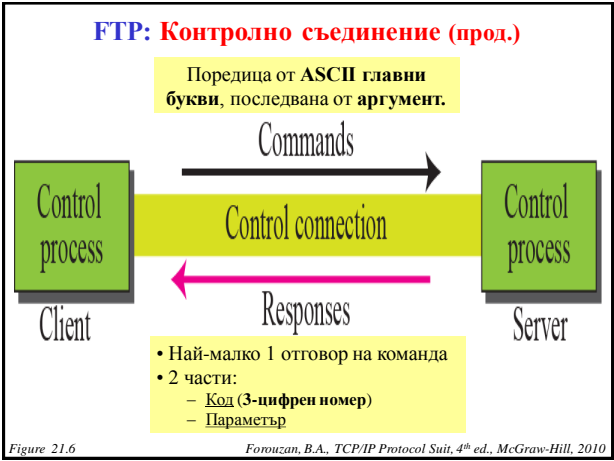 FTP: Контролно съединение (прод.)
Поредица от ASCII главни
букви, последвана от аргумент.
Commands
Control
process
Control connection
Control
process
Client
Responses
Server
• Най-малко 1 отговор на команда
• 2 части:
– Код (3-цифрен номер)
– Параметър
Figure 21.6
Forouzan, B.A., TCP/IP Protocol Suit, 4th ed., McGraw-Hill, 2010